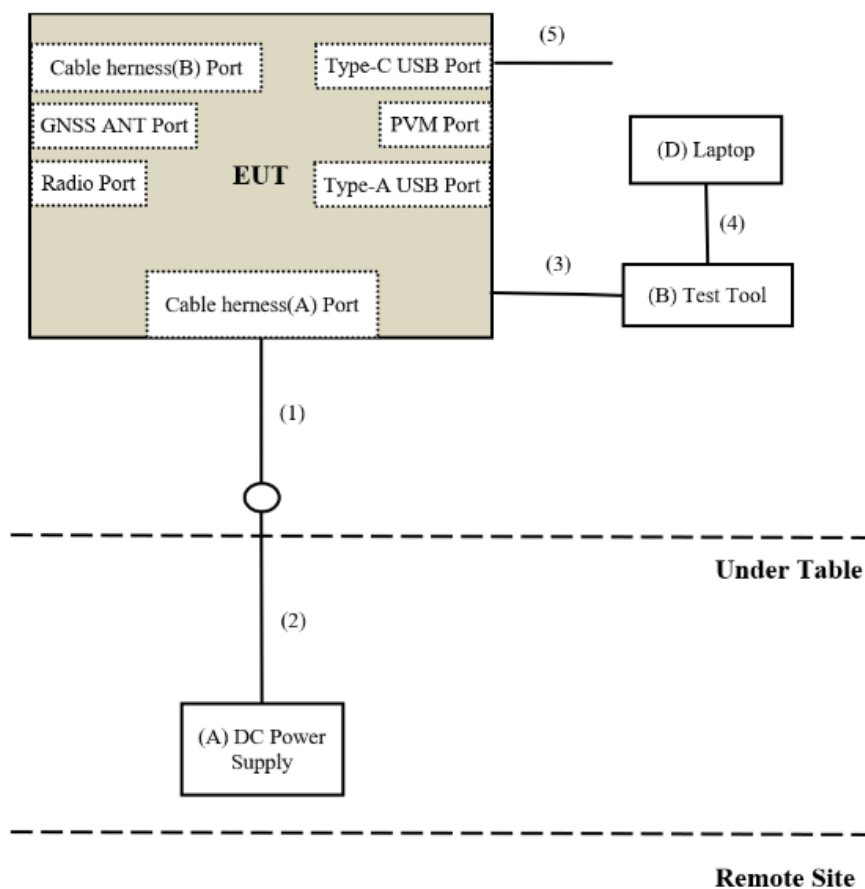 (5)
Cable herness(B) Port
Type-C USB Port
GNSS ANT Port
PVM Port
(D) Laptop
Radio Port
EUT
Type-A USB Port
(4)
(3)
(B) Test Tool
Cable herness(A) Port
(1)
Under Table
(2)
(A) DC Power
Supply
Remote Site